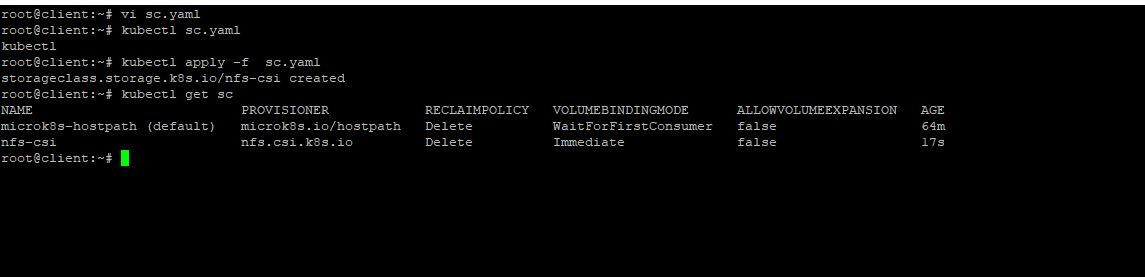 root@client:~# vi sc.yaml
root@client:~# kubectl sc.yaml
kubectl
root@client:~# kubectl apply -f  sc.yaml
storageclass.storage.k8s.io/nfs-csi created
root@client:~# kubectl get sc
NAME                          PROVISIONER            RECLAIMPOLICY   VOLUMEBINDINGMODE      ALLOWVOLUMEEXPANSION   AGE
microk8s-hostpath (default)   microk8s.io/hostpath   Delete          WaitForFirstConsumer   false                  64m
nfs-csi                       nfs.csi.k8s.io         Delete          Immediate              false                  17s
root@client:~#